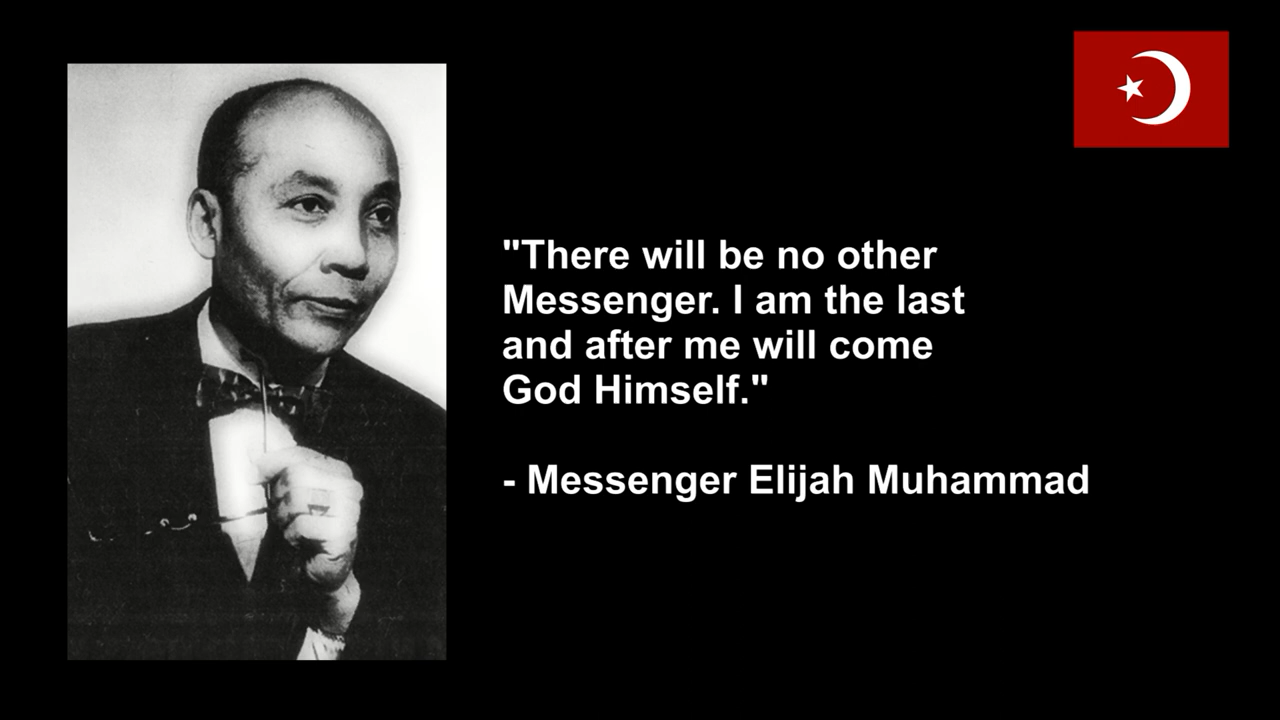 "There will be no other
Messenger. I am the last
and after me will come
God Himself."
- Messenger Elijah Muhammad